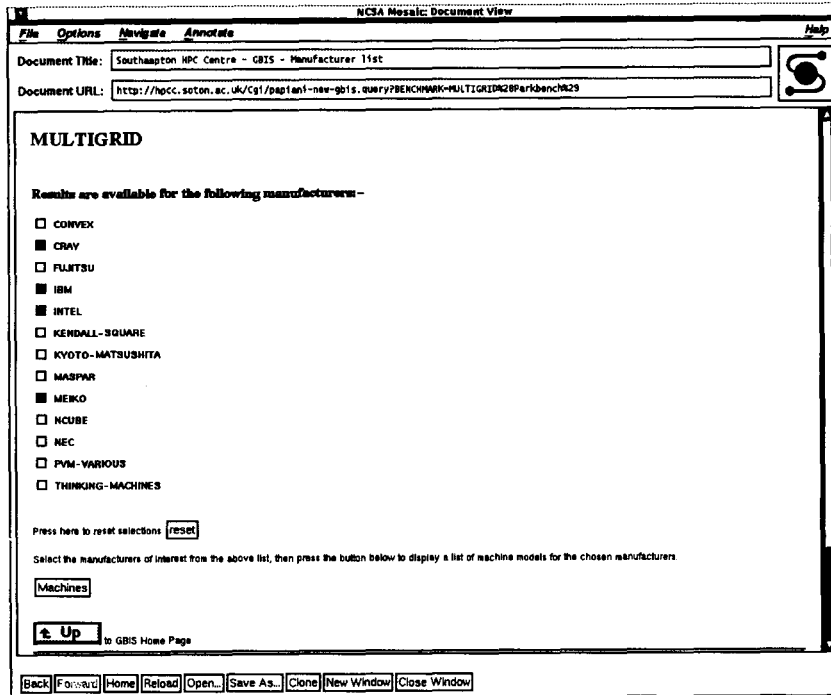 NCSA Mosaic: Document View
File Options Navigate Annotate Help
Document Title: Southampton HPC Centre - GBIS - Manufacturer list
Document URL: http://hpcc.soton.ac.uk/Cgi/papiani-new-gbis.query?BENCHMARK=MULTIGRID%28Parkbench%29
MULTIGRID
Results are available for the following manufacturers:-
CONVEX
CRAY
FUJITSU
IBM
INTEL
KENDALL-SQUARE
KYOTO-MATSUSHITA
MASPAR
MEIKO
NCUBE
NEC
PVM-VARIOUS
THINKING-MACHINES
Press here to reset selections reset
Select the manufacturers of interest from the above list, then press the button below to display a list of machine models for the chosen manufacturers.
Machines
Up to GBIS Home Page
Back Forward Home Reload Open... Save As... Clone New Window Close Window